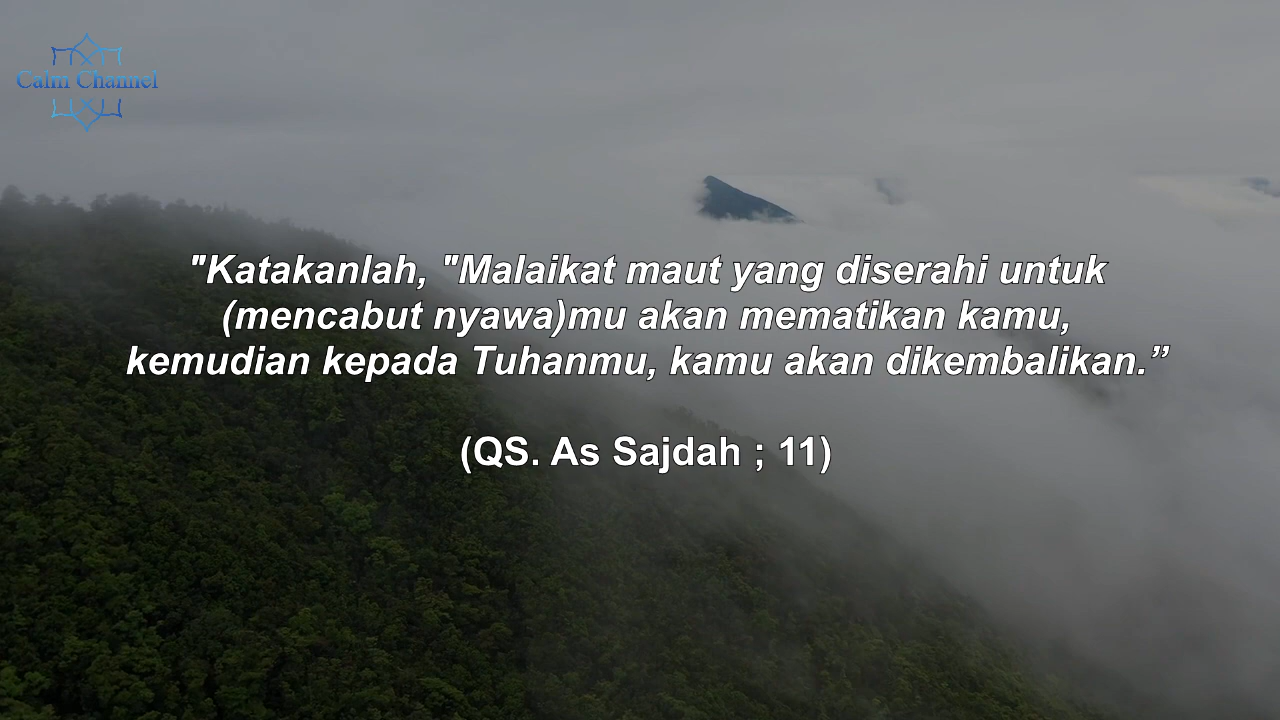 Calm Channel
"Katakanlah, "Malaikat maut yang diserahi untuk
(mencabut nyawa)mu akan mematikan kamu,
kemudian kepada Tuhanmu, kamu akan dikembalikan.”
(QS. As Sajdah ; 11)